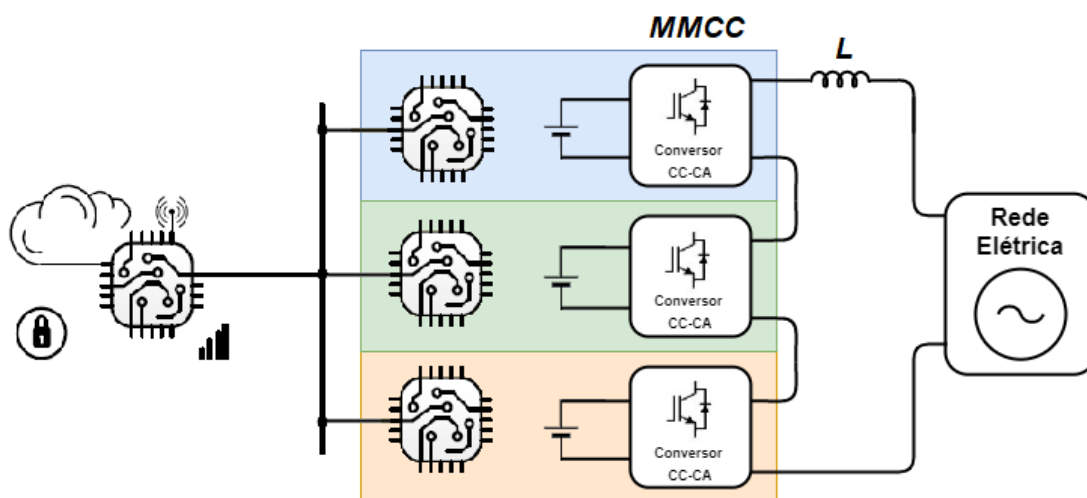 MMCC
L
Conversor
CC-CA
Rede
Elétrica
Conversor
CC-CA
Conversor
CC-CA